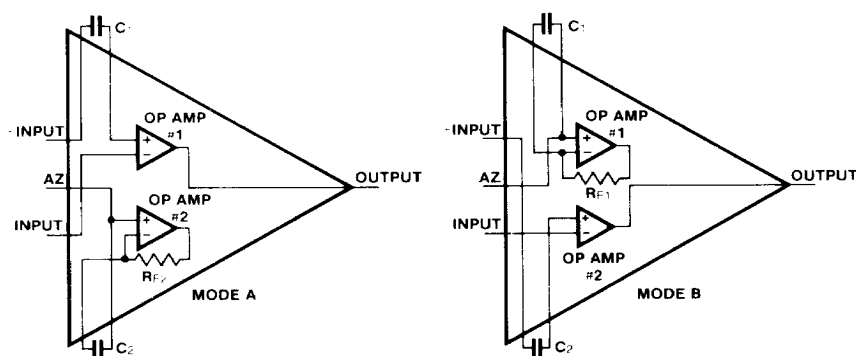 C1
OP AMP
#1
INPUT
AZ
OP AMP
#2
INPUT
OUTPUT
RF2
MODE A
C2
C1
OP AMP
#1
INPUT
AZ
RF1
OUTPUT
INPUT
OP AMP
#2
MODE B
C2